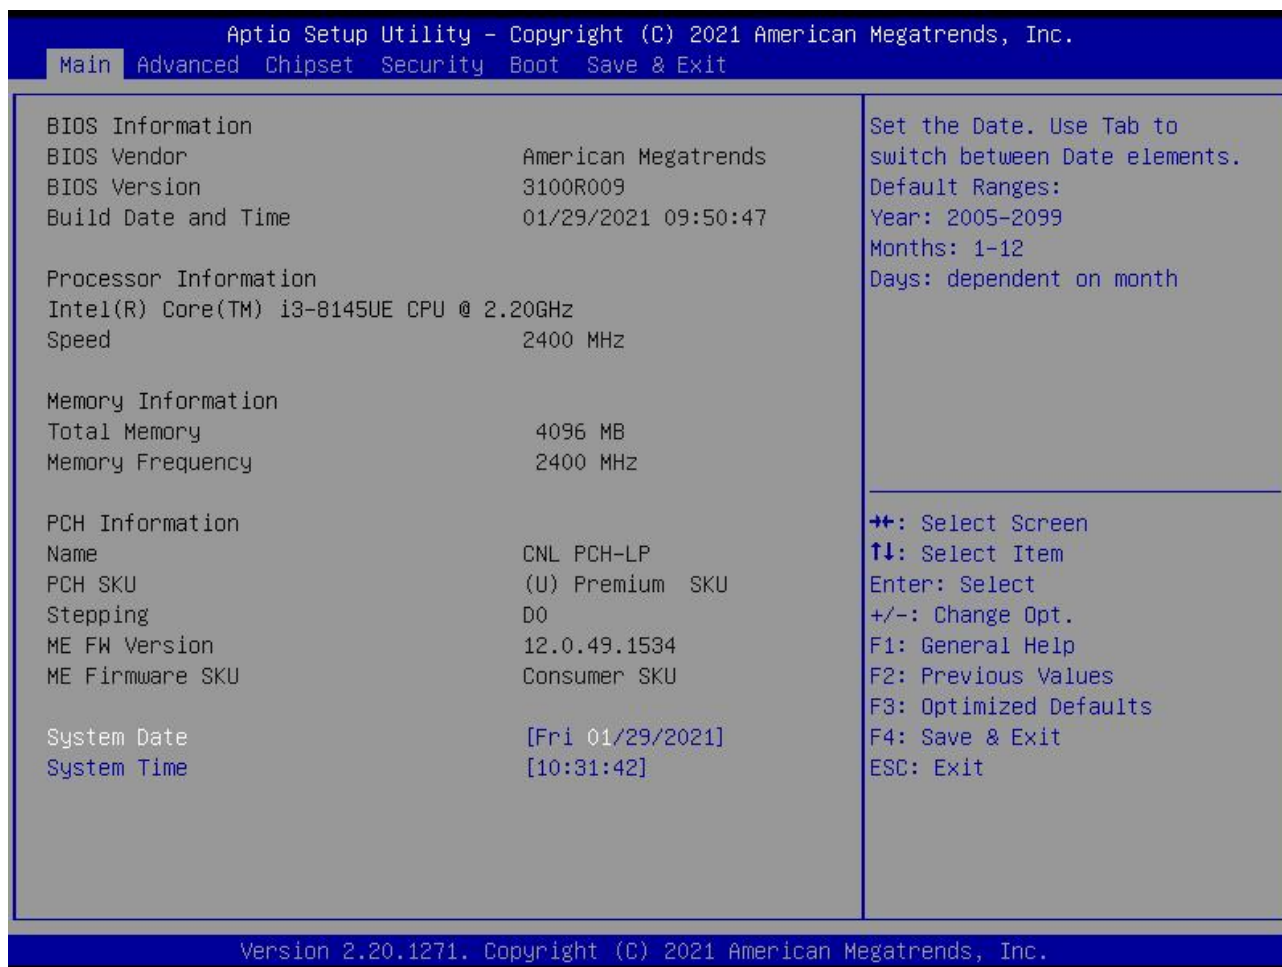 Aptio Setup Utility - Copyright (C) 2021 American Megatrends, Inc.
Main Advanced Chipset Security Boot Save & Exit
BIOS Information
BIOS Vendor American Megatrends
BIOS Version 3100R009
Build Date and Time 01/29/2021 09:50:47
Processor Information
Intel(R) Core(TM) i3-8145UE CPU @ 2.20GHz
Speed 2400 MHz
Memory Information
Total Memory 4096 MB
Memory Frequency 2400 MHz
PCH Information
Name CNL PCH-LP
PCH SKU (U) Premium SKU
Stepping D0
ME FW Version 12.0.49.1534
ME Firmware SKU Consumer SKU
System Date [Fri 01/29/2021]
System Time [10:31:42]
Set the Date. Use Tab to
switch between Date elements.
Default Ranges:
Year: 2005-2099
Months: 1-12
Days: dependent on month
→←: Select Screen
↑↓: Select Item
Enter: Select
+/-: Change Opt.
F1: General Help
F2: Previous Values
F3: Optimized Defaults
F4: Save & Exit
ESC: Exit
Version 2.20.1271. Copyright (C) 2021 American Megatrends, Inc.